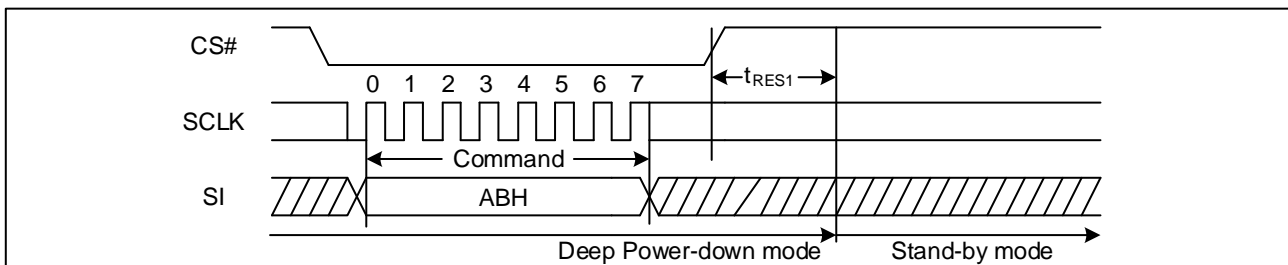 CS#
tRES1
0 1 2 3 4 5 6 7
SCLK
Command
SI
ABH
Deep Power-down mode Stand-by mode